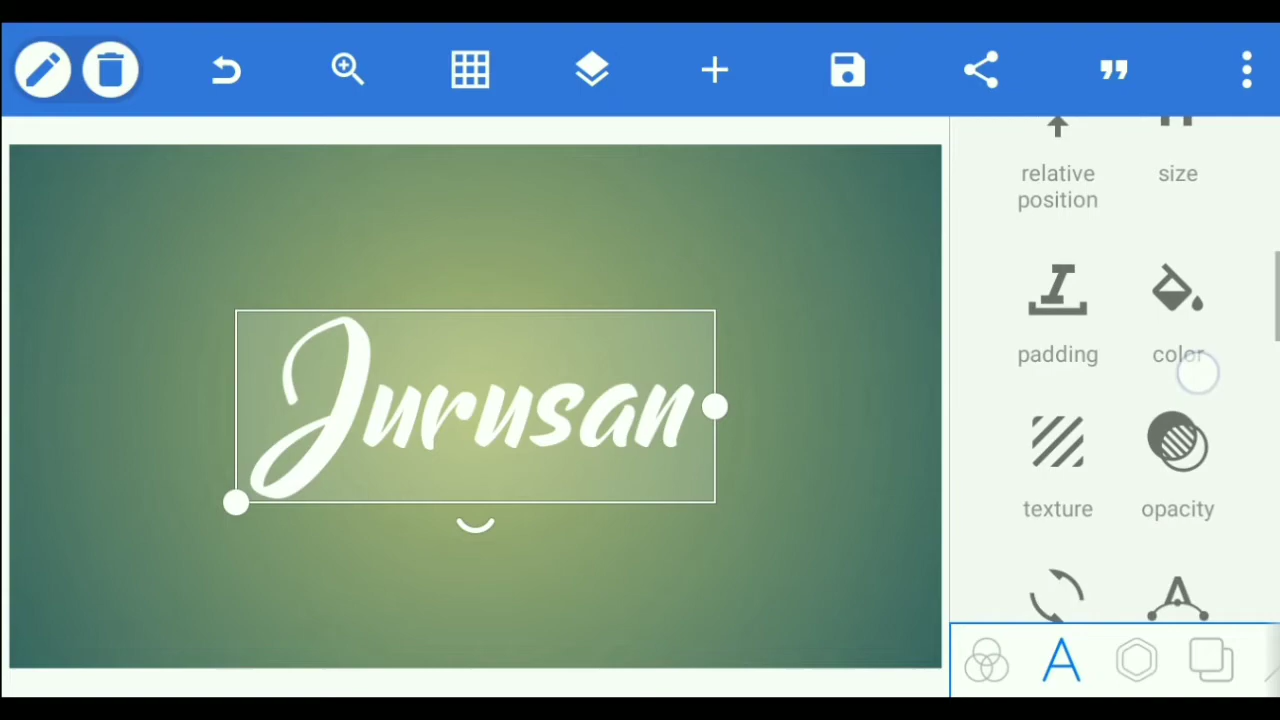 relative position
size
Jurusan
padding
color
texture
opacity